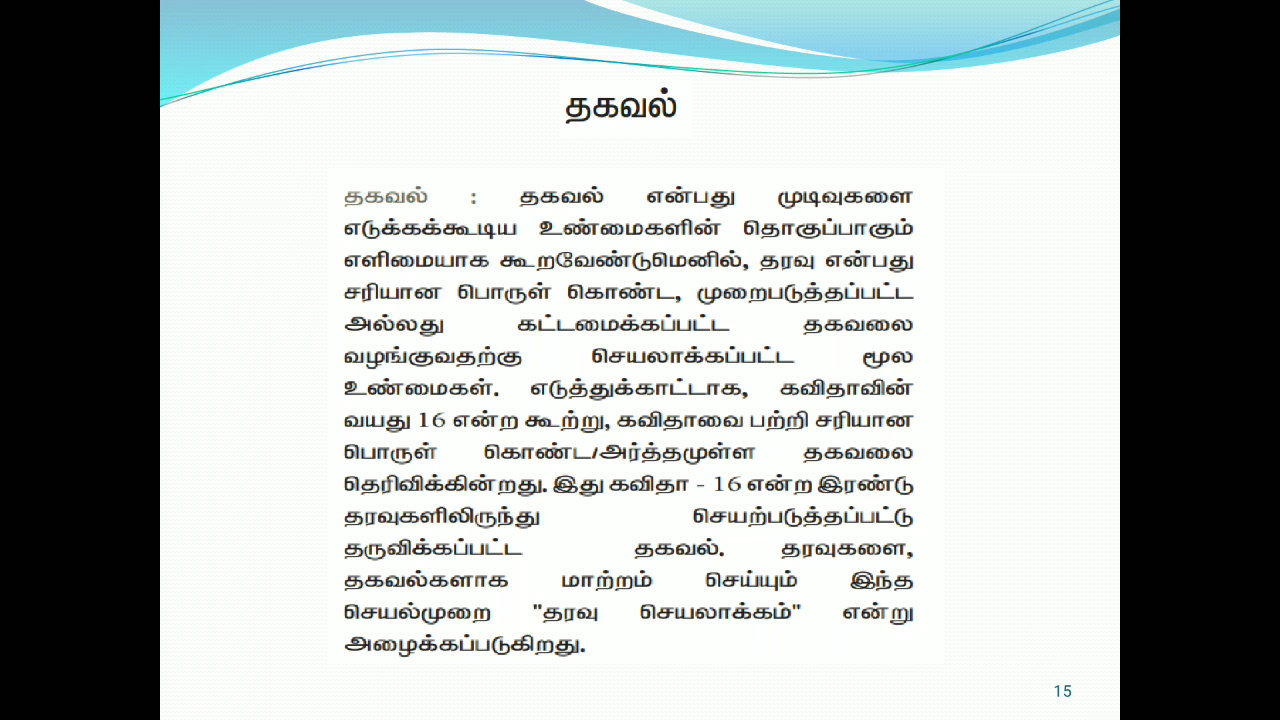 தகவல்
தகவல் : தகவல் என்பது முடிவுகளை
எடுக்கக்கூடிய உண்மைகளின் தொகுப்பாகும்
எளிமையாக கூறவேண்டுமெனில், தரவு என்பது
சரியான பொருள் கொண்ட, முறைபடுத்தப்பட்ட
அல்லது கட்டமைக்கப்பட்ட தகவலை
வழங்குவதற்கு செயலாக்கப்பட்ட மூல
உண்மைகள். எடுத்துக்காட்டாக, கவிதாவின்
வயது 16 என்ற கூற்று, கவிதாவை பற்றி சரியான
பொருள் கொண்ட/அர்த்தமுள்ள தகவலை
தெரிவிக்கின்றது. இது கவிதா - 16 என்ற இரண்டு
தரவுகளிலிருந்து செயற்படுத்தப்பட்டு
தருவிக்கப்பட்ட தகவல். தரவுகளை,
தகவல்களாக மாற்றம் செய்யும் இந்த
செயல்முறை "தரவு செயலாக்கம்" என்று
அழைக்கப்படுகிறது.
15